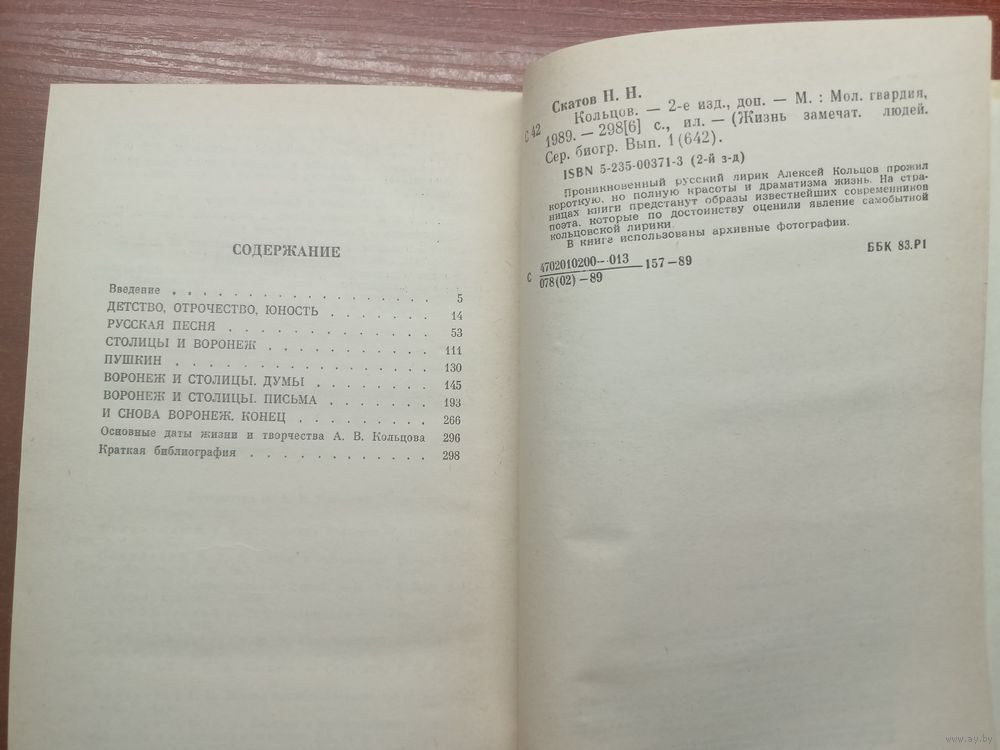 СОДЕРЖАНИЕ
Введение . . . . . . . . . . . . . . . 5
ДЕТСТВО, ОТРОЧЕСТВО, ЮНОСТЬ . . . . . . 14
РУССКАЯ ПЕСНЯ . . . . . . . . . . . . 53
СТОЛИЦЫ И ВОРОНЕЖ . . . . . . . . . . 111
ПУШКИН . . . . . . . . . . . . . . . 130
ВОРОНЕЖ И СТОЛИЦЫ. ДУМЫ . . . . . . . 145
ВОРОНЕЖ И СТОЛИЦЫ. ПИСЬМА . . . . . . . 193
И СНОВА ВОРОНЕЖ. КОНЕЦ . . . . . . . . 266
Основные даты жизни и творчества А. В. Кольцова 296
Краткая библиография . . . . . . . . . . . 298
Скатов Н. Н.
С 42 Кольцов. — 2-е изд., доп. — М. : Мол. гвардия,
1989. — 298[6] с., ил. — (Жизнь замечат. людей.
Сер. биогр. Вып. 1 (642).
ISBN 5-235-00371-3 (2-й з-д)
Проникновенный русский лирик Алексей Кольцов прожил
короткую, но полную красоты и драматизма жизнь. На стра-
ницах книги предстанут образы известнейших современников
поэта, которые по достоинству оценили явление самобытной
кольцовской лирики.
В книге использованы архивные фотографии.
ББК 83.Р1
С 4702010200—013 157—89
078(02)—89
www.ay.by